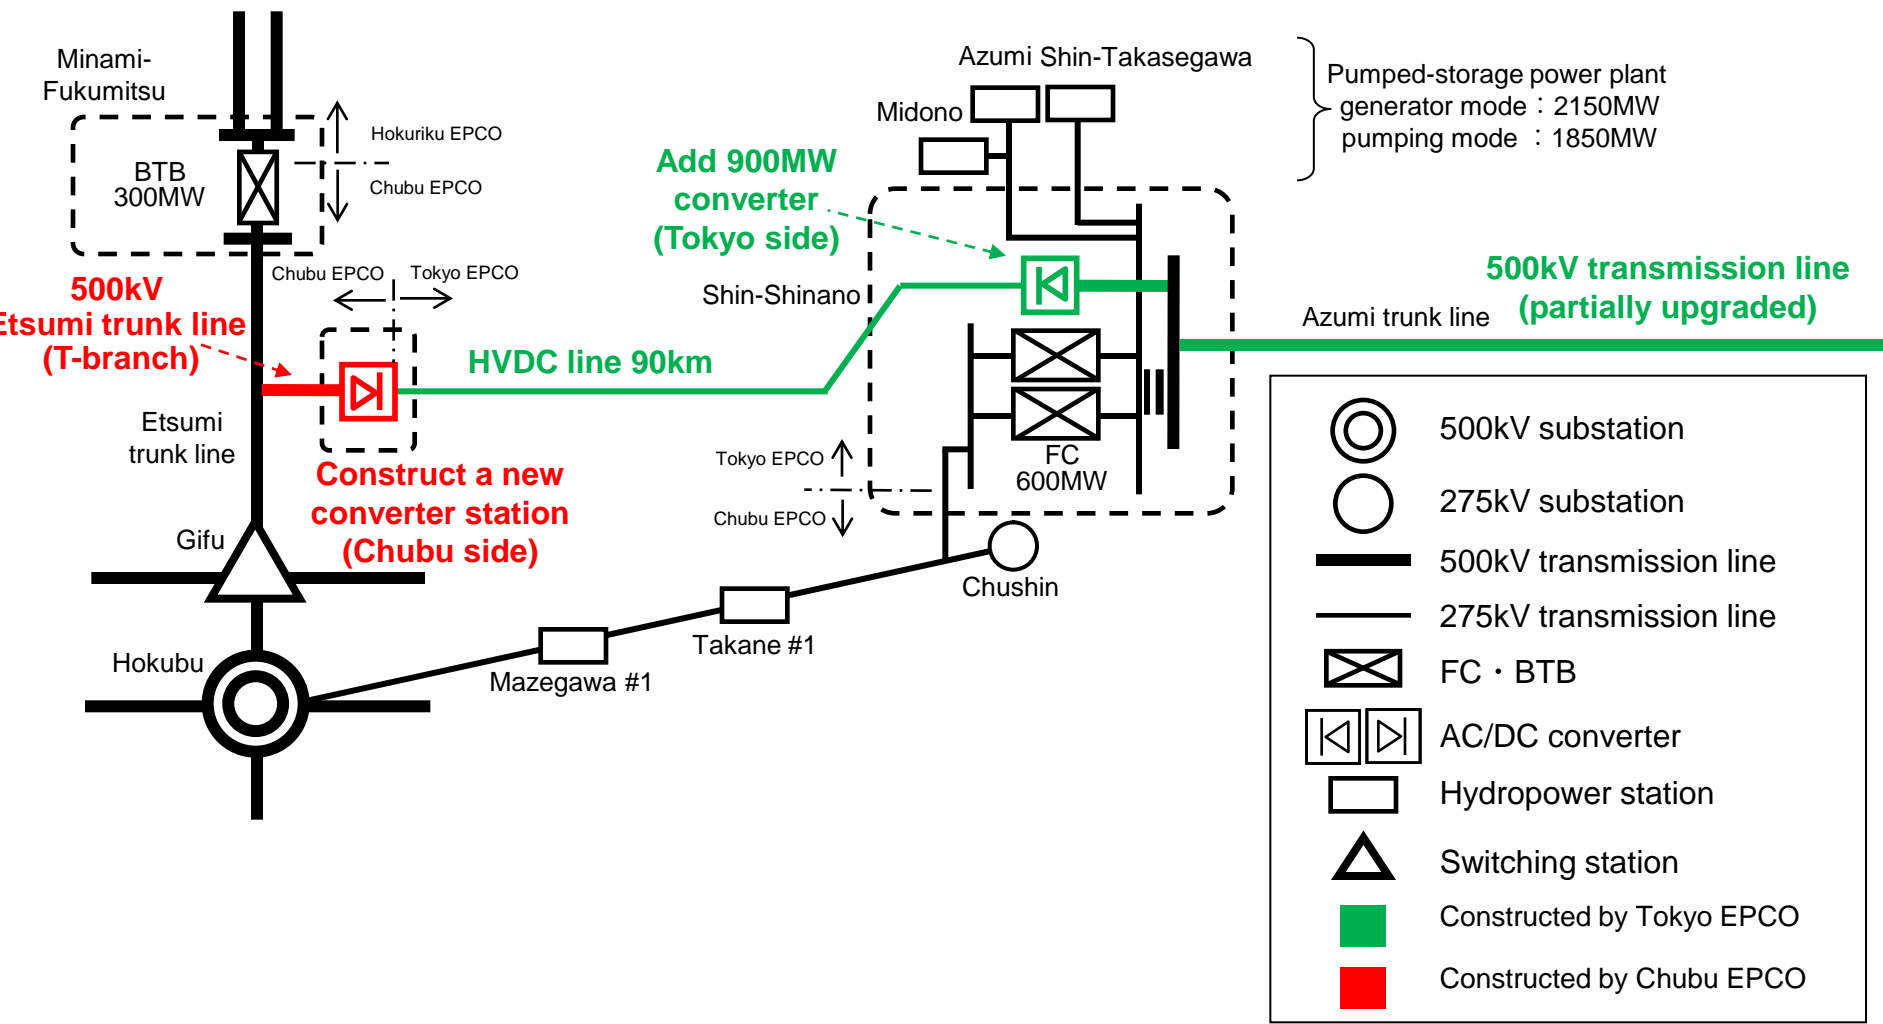 Minami-
Fukumitsu
BTB
300MW
Hokuriku EPCO
Chubu EPCO
Chubu EPCO
Tokyo EPCO
500kV
Etsumi trunk line
(T-branch)
Etsumi
trunk line
Construct a new
converter station
(Chubu side)
Gifu
Hokubu
HVDC line 90km
Mazegawa #1
Takane #1
Chushin
Tokyo EPCO
Chubu EPCO
Add 900MW
converter
(Tokyo side)
Shin-Shinano
Azumi
Shin-Takasegawa
Midono
FC
600MW
Pumped-storage power plant
generator mode：2150MW
pumping mode ：1850MW
500kV transmission line
(partially upgraded)
Azumi trunk line
500kV substation
275kV substation
500kV transmission line
275kV transmission line
FC・BTB
AC/DC converter
Hydropower station
Switching station
Constructed by Tokyo EPCO
Constructed by Chubu EPCO